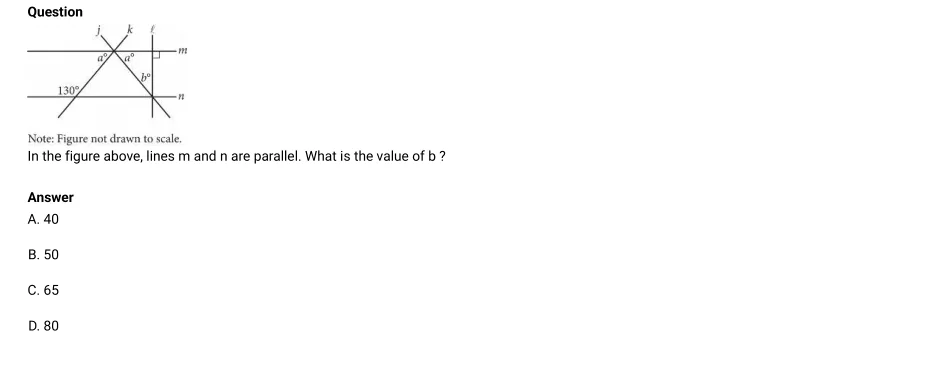 Question
j k ℓ
m
a° a°
b°
130°
n
Note: Figure not drawn to scale.
In the figure above, lines m and n are parallel. What is the value of b ?
Answer
A. 40
B. 50
C. 65
D. 80